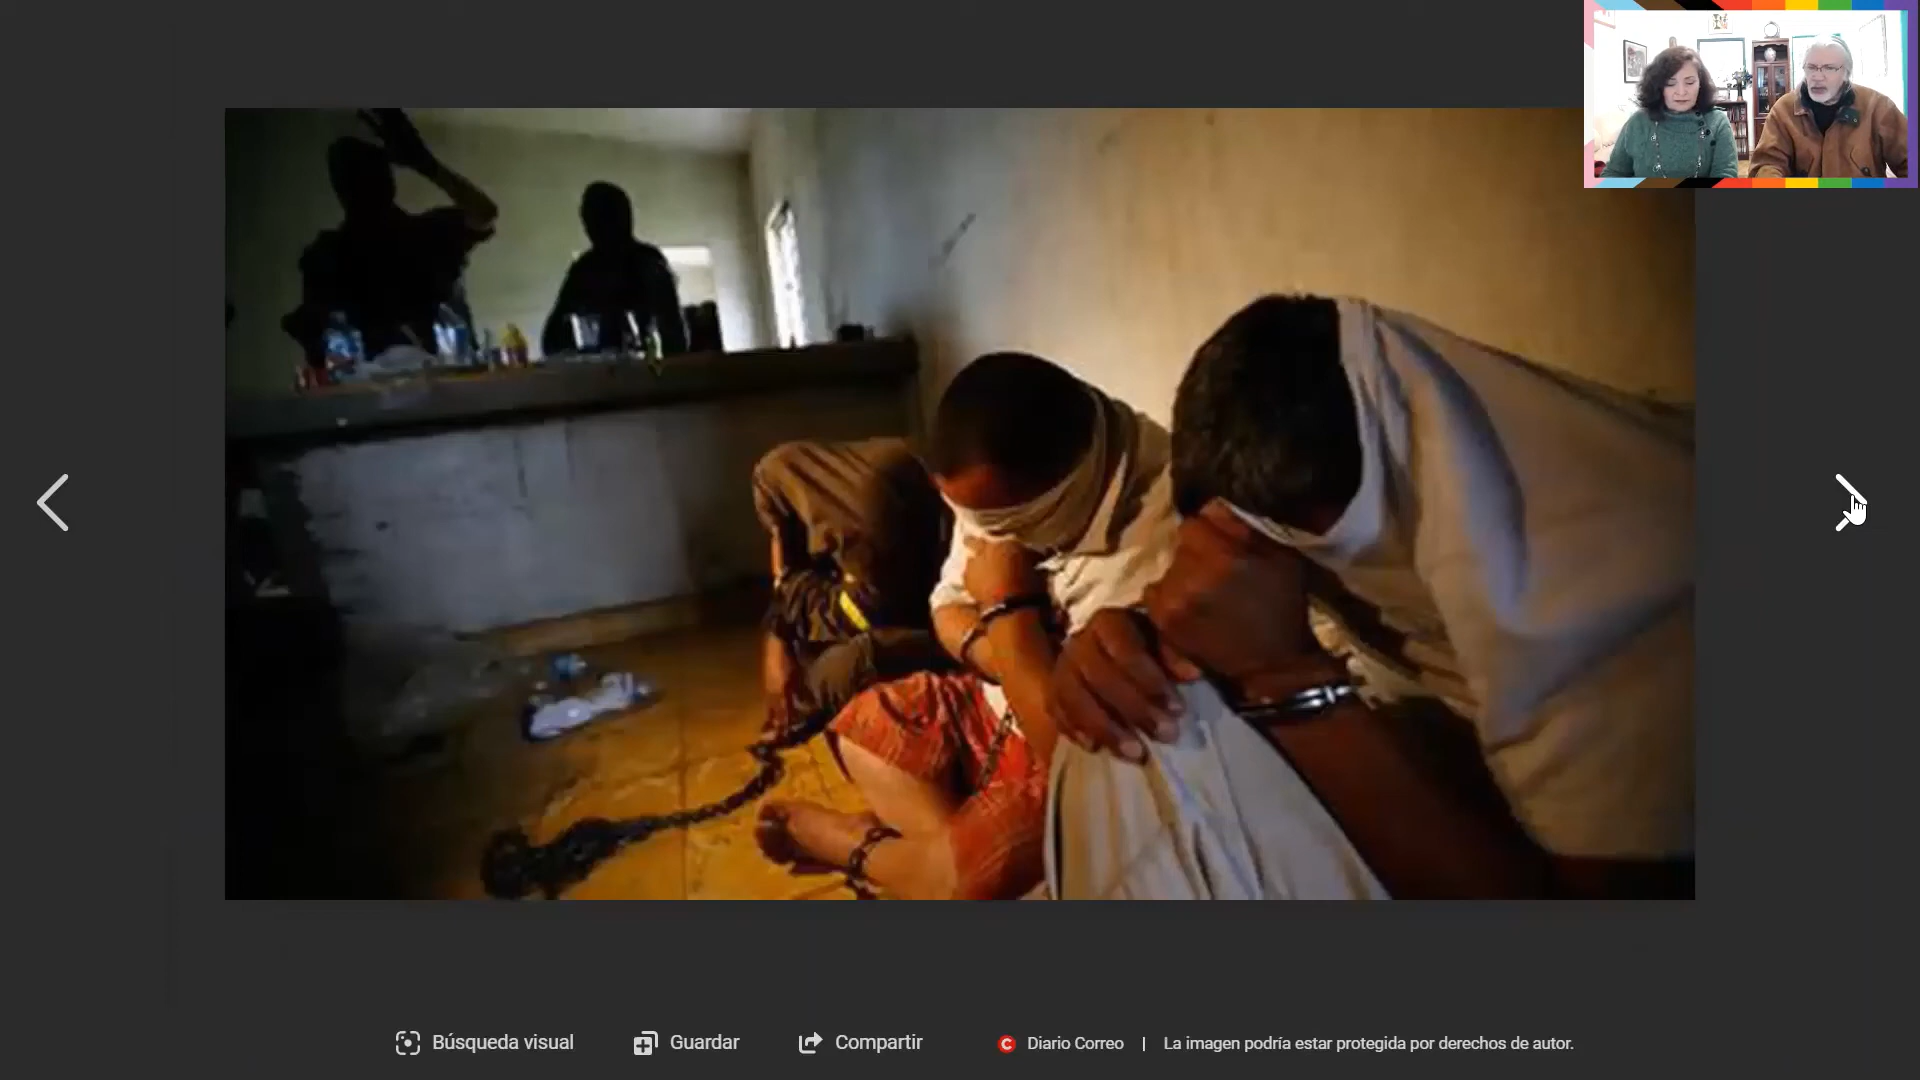 Búsqueda visual
Guardar
Compartir
Diario Correo | La imagen podría estar protegida por derechos de autor.